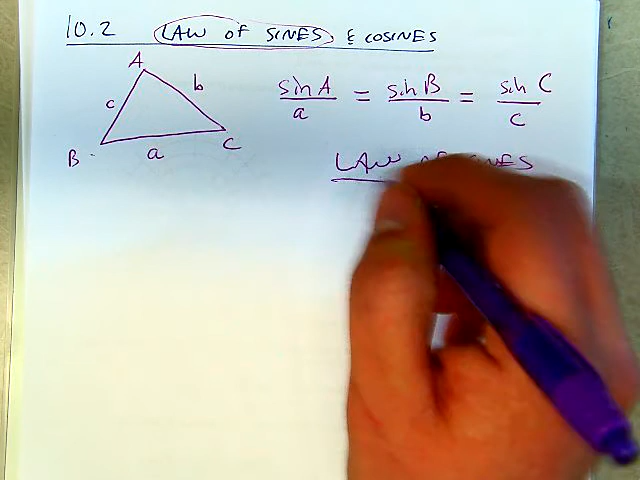 10.2 LAW OF SINES & COSINES
A
c b
B a C
sin A / a = sin B / b = sin C / c
LAW